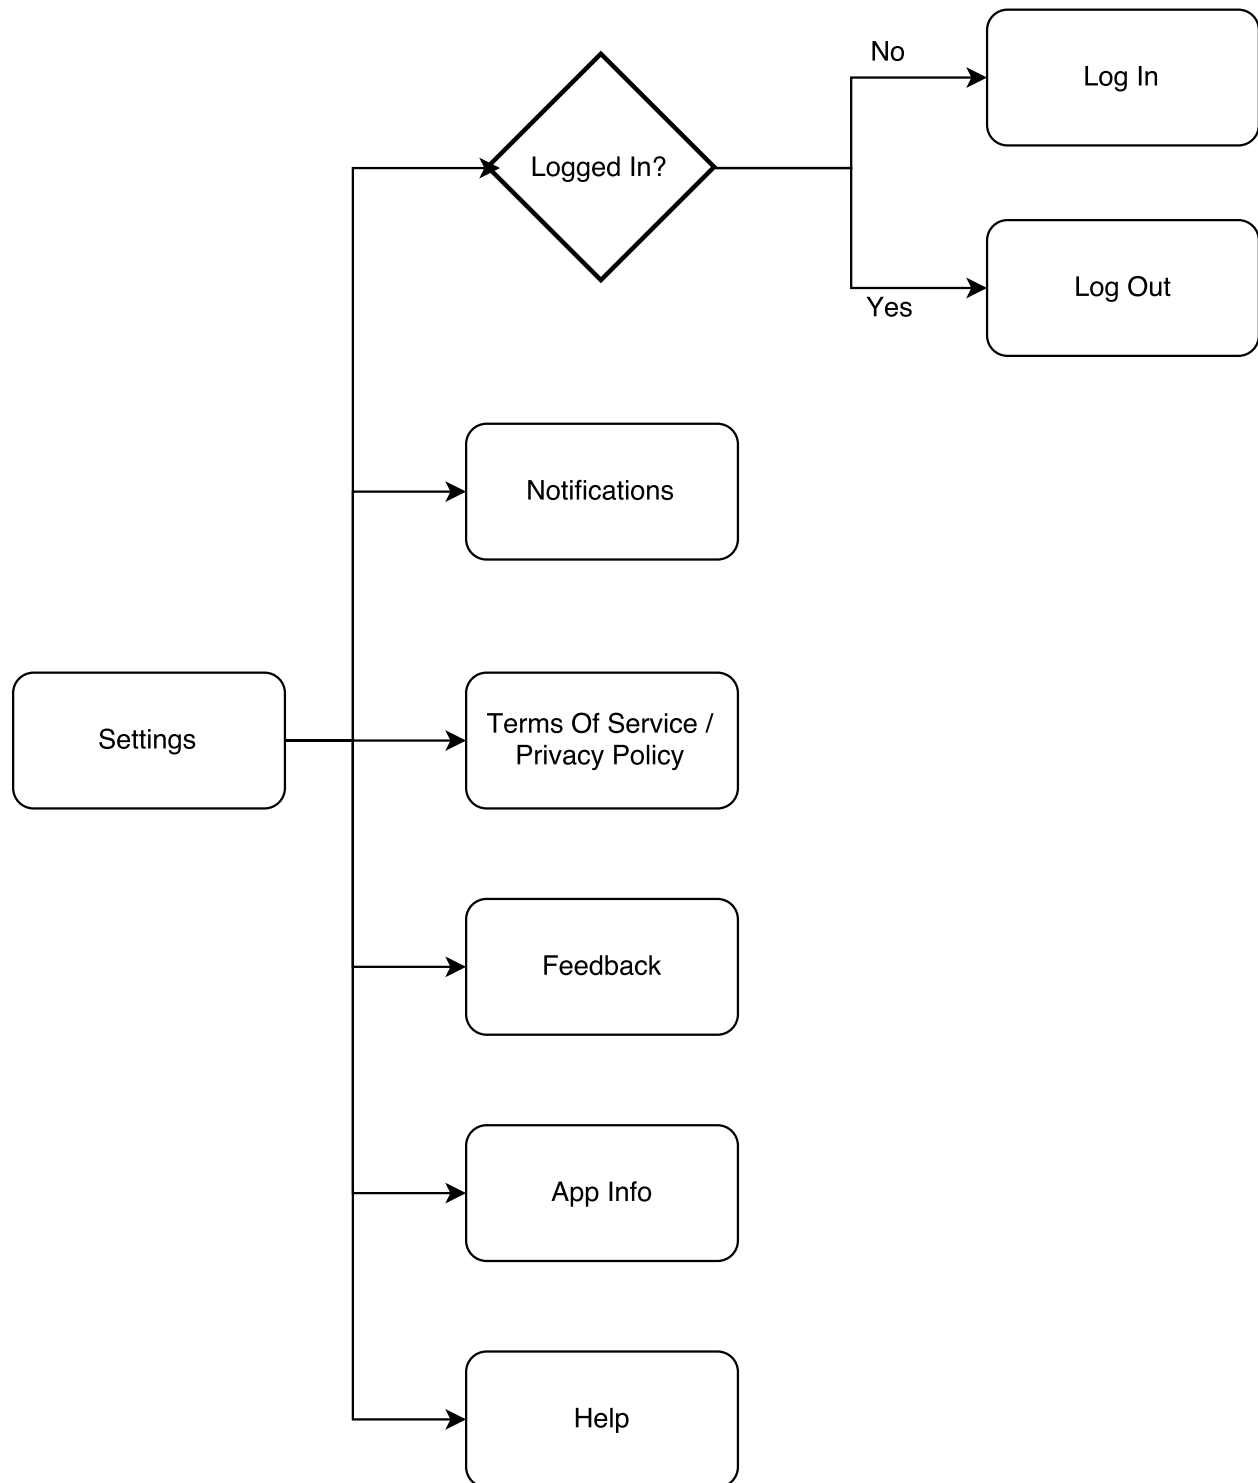 No
Log In
Logged In?
Log Out
Yes
Notifications
Settings
Terms Of Service /
Privacy Policy
Feedback
App Info
Help